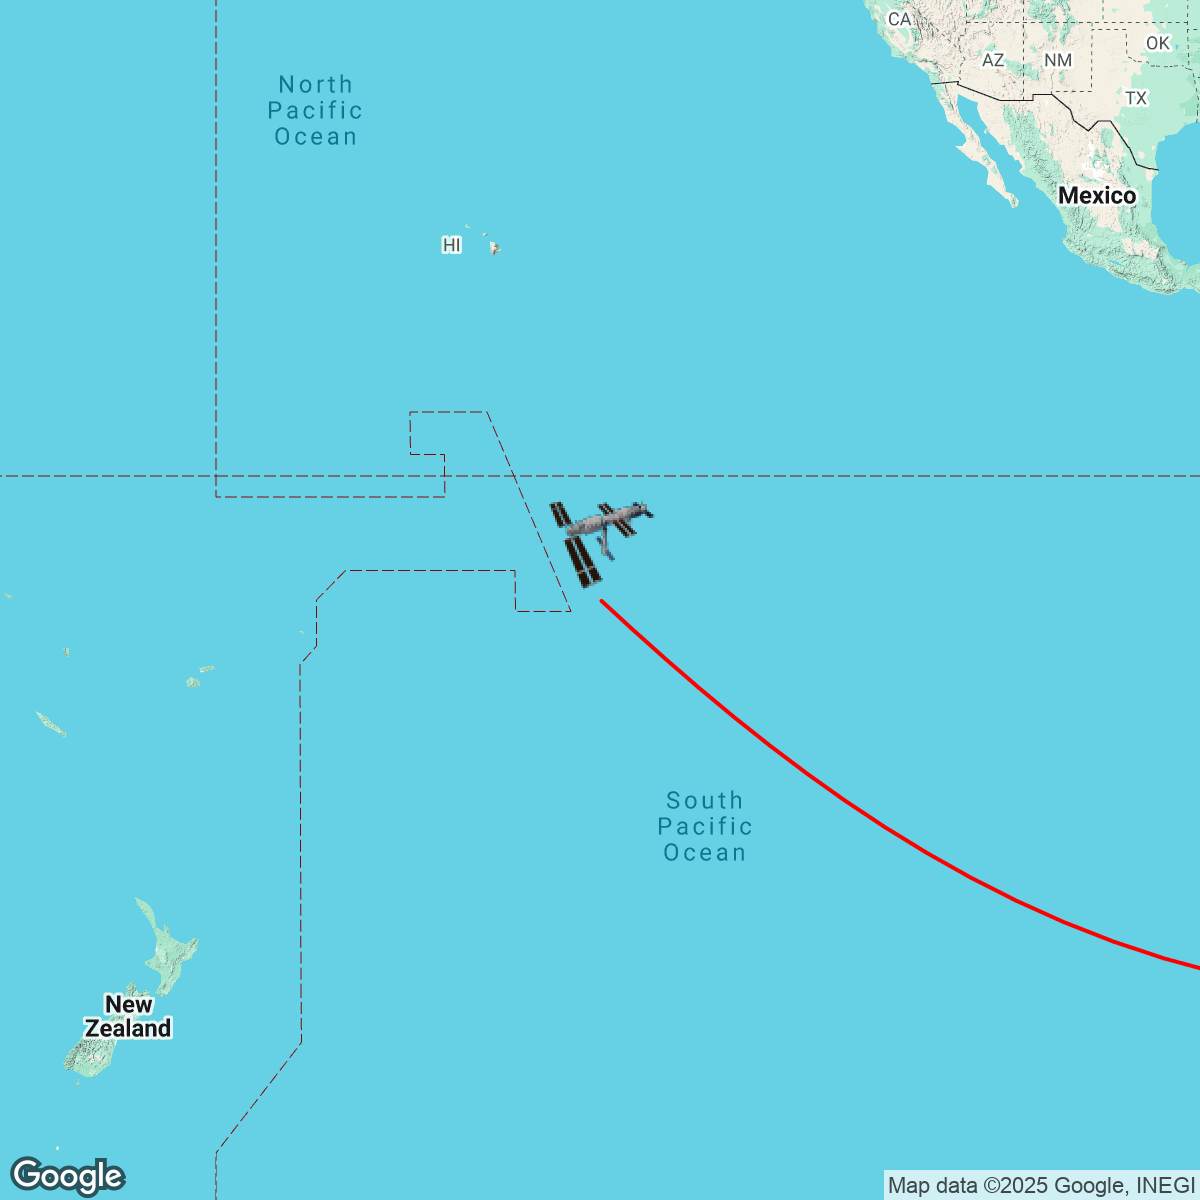 CA
OK
AZ
NM
TX
North
Pacific
Ocean
Mexico
HI
South
Pacific
Ocean
New
Zealand
Google
Map data ©2025 Google, INEGI